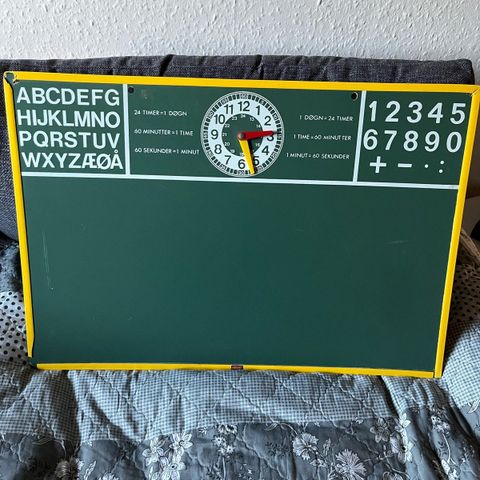 ABCDEFG
HIJKLMNO
PQRSTUV
WXYZÆØÅ
24 TIMER = 1 DØGN
60 MINUTTER = 1 TIME
60 SEKUNDER = 1 MINUT
12
1
2
3
4
5
6
7
8
9
10
11
1 DØGN = 24 TIMER
1 TIME = 60 MINUTTER
1 MINUT = 60 SEKUNDER
12345
67890
+ − · :